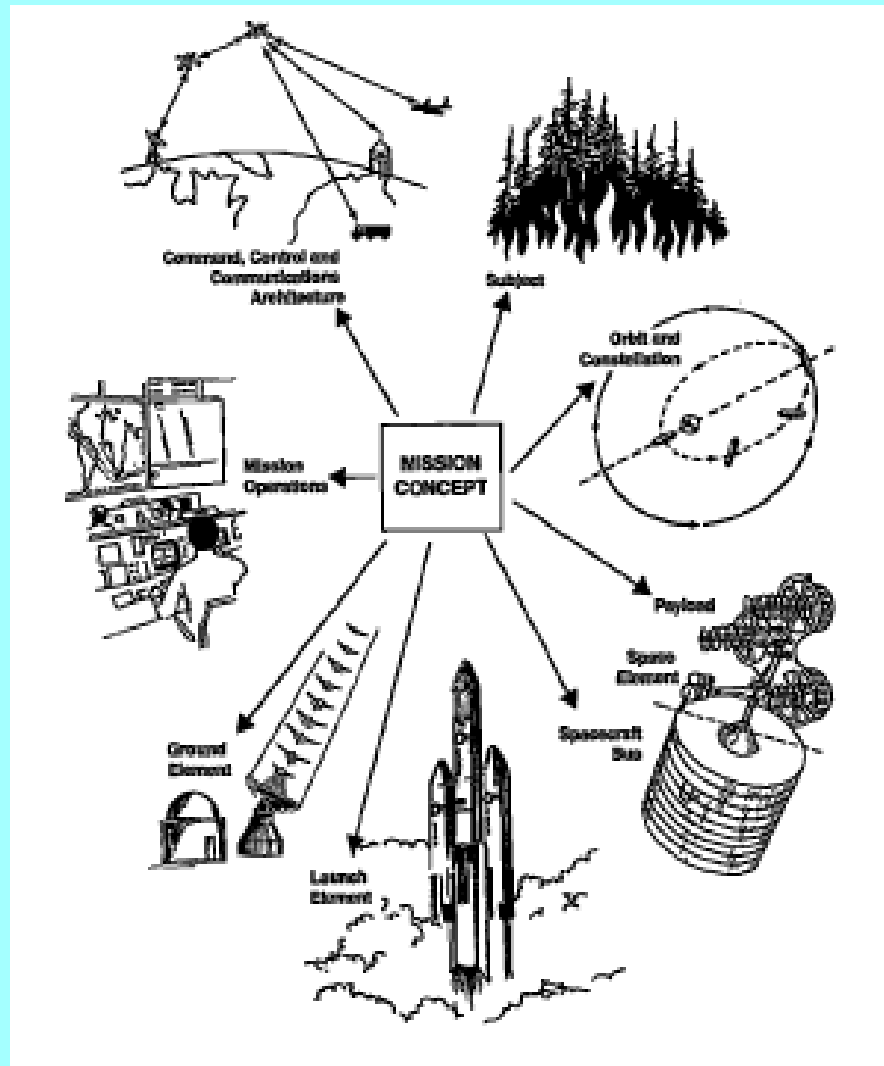 Command, Control and
Communications
Architecture
Subject
Orbit and
Constellation
Mission
Operations
MISSION
CONCEPT
Payload
Space
Element
Spacecraft
Bus
Ground
Element
Launch
Element